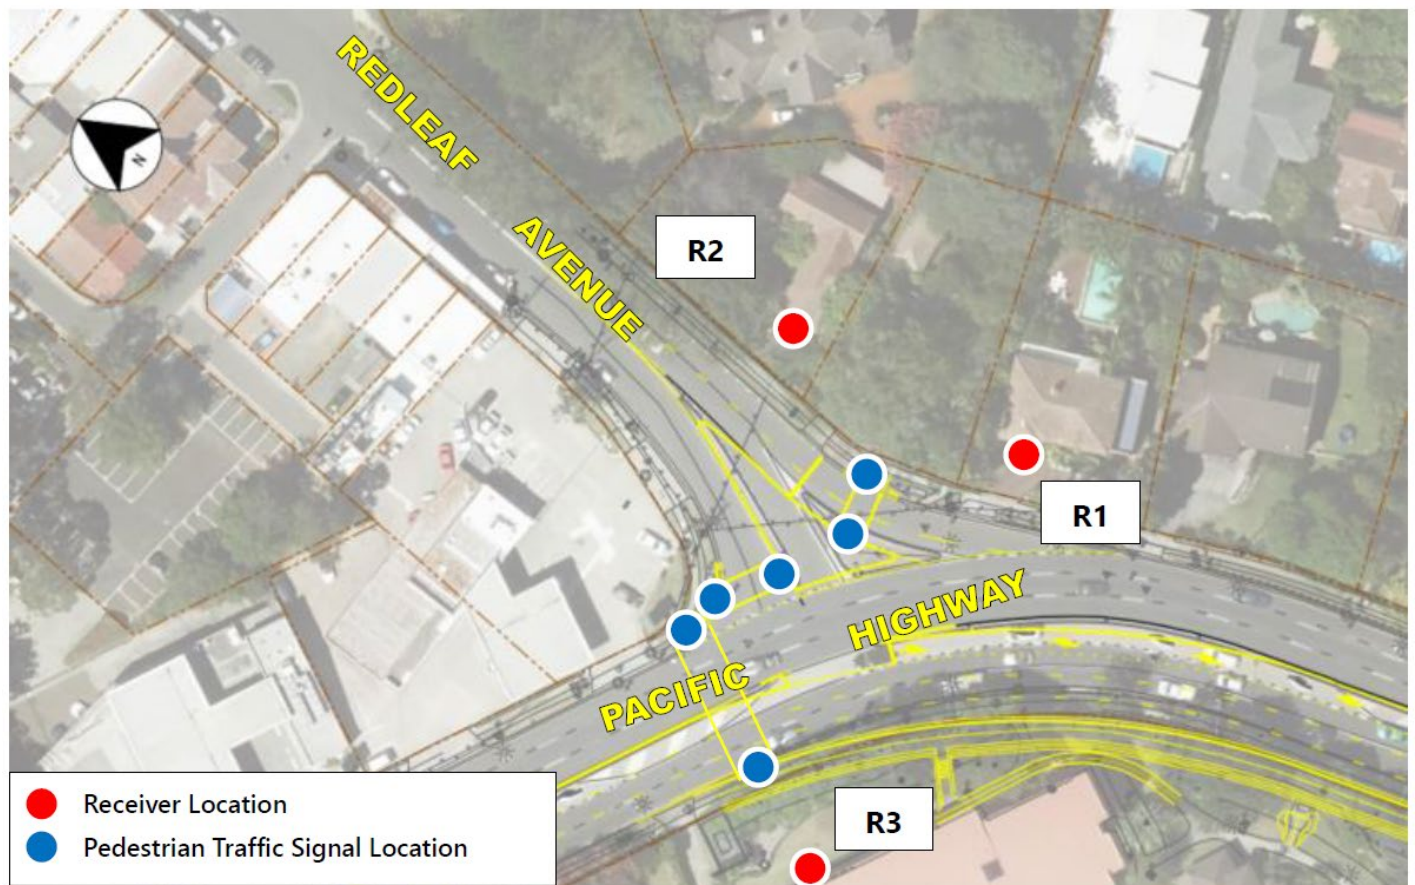 REDLEAF
AVENUE
N
R2
R1
HIGHWAY
PACIFIC
R3
Receiver Location
Pedestrian Traffic Signal Location